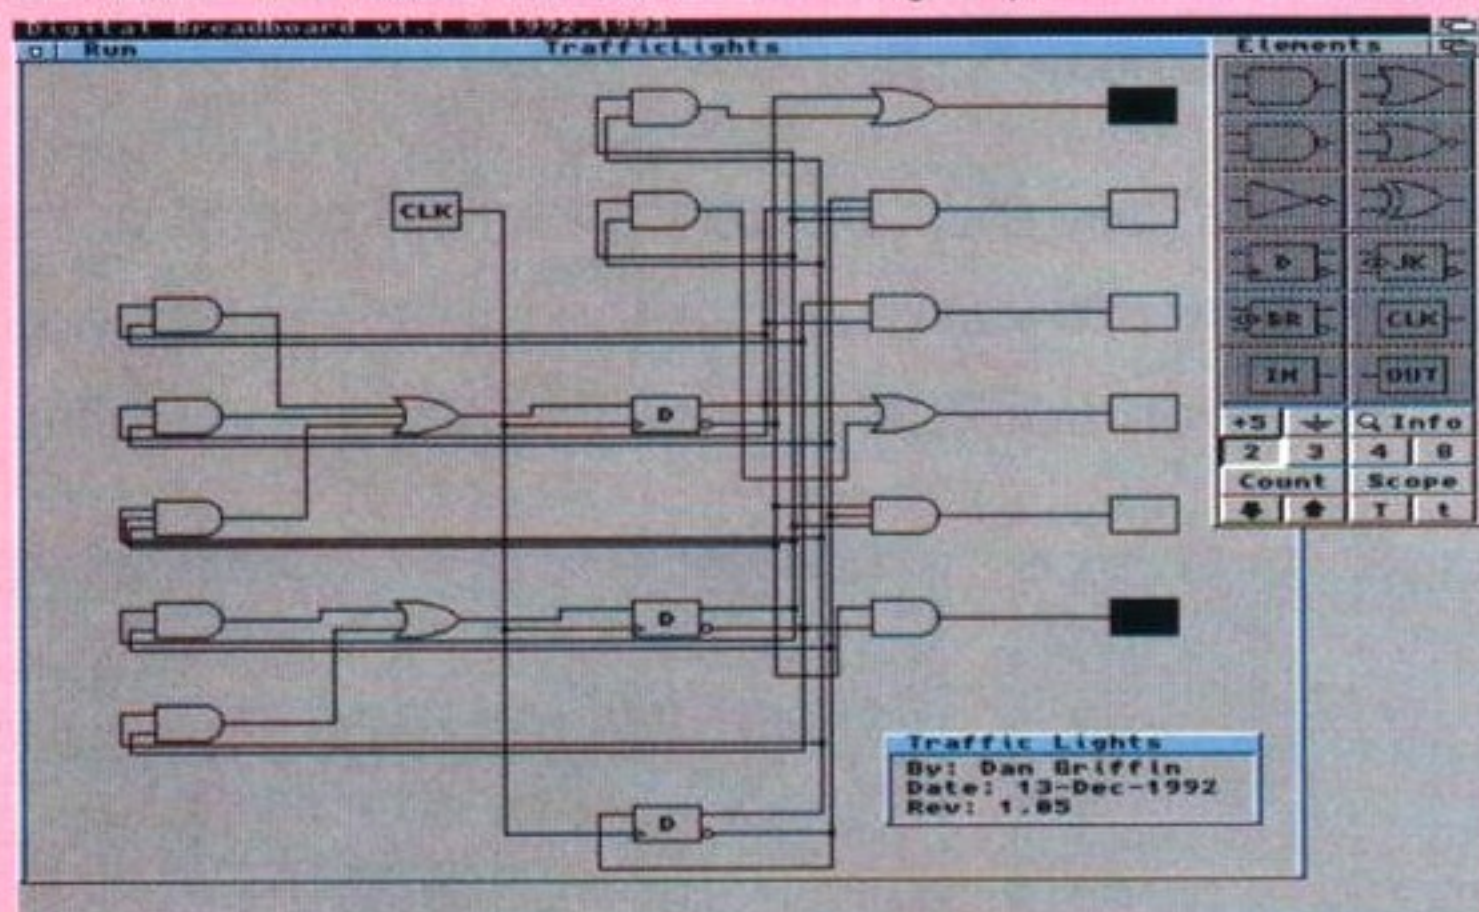 Digital Breadboard v1.1 © 1992,1993
Run
TrafficLights
Elements
CLK
D
D
D
D
JK
SR
CLK
IN
OUT
+5
Info
2
3
4
8
Count
Scope
T
t
Traffic Lights
By: Dan Griffin
Date: 13-Dec-1992
Rev: 1.05